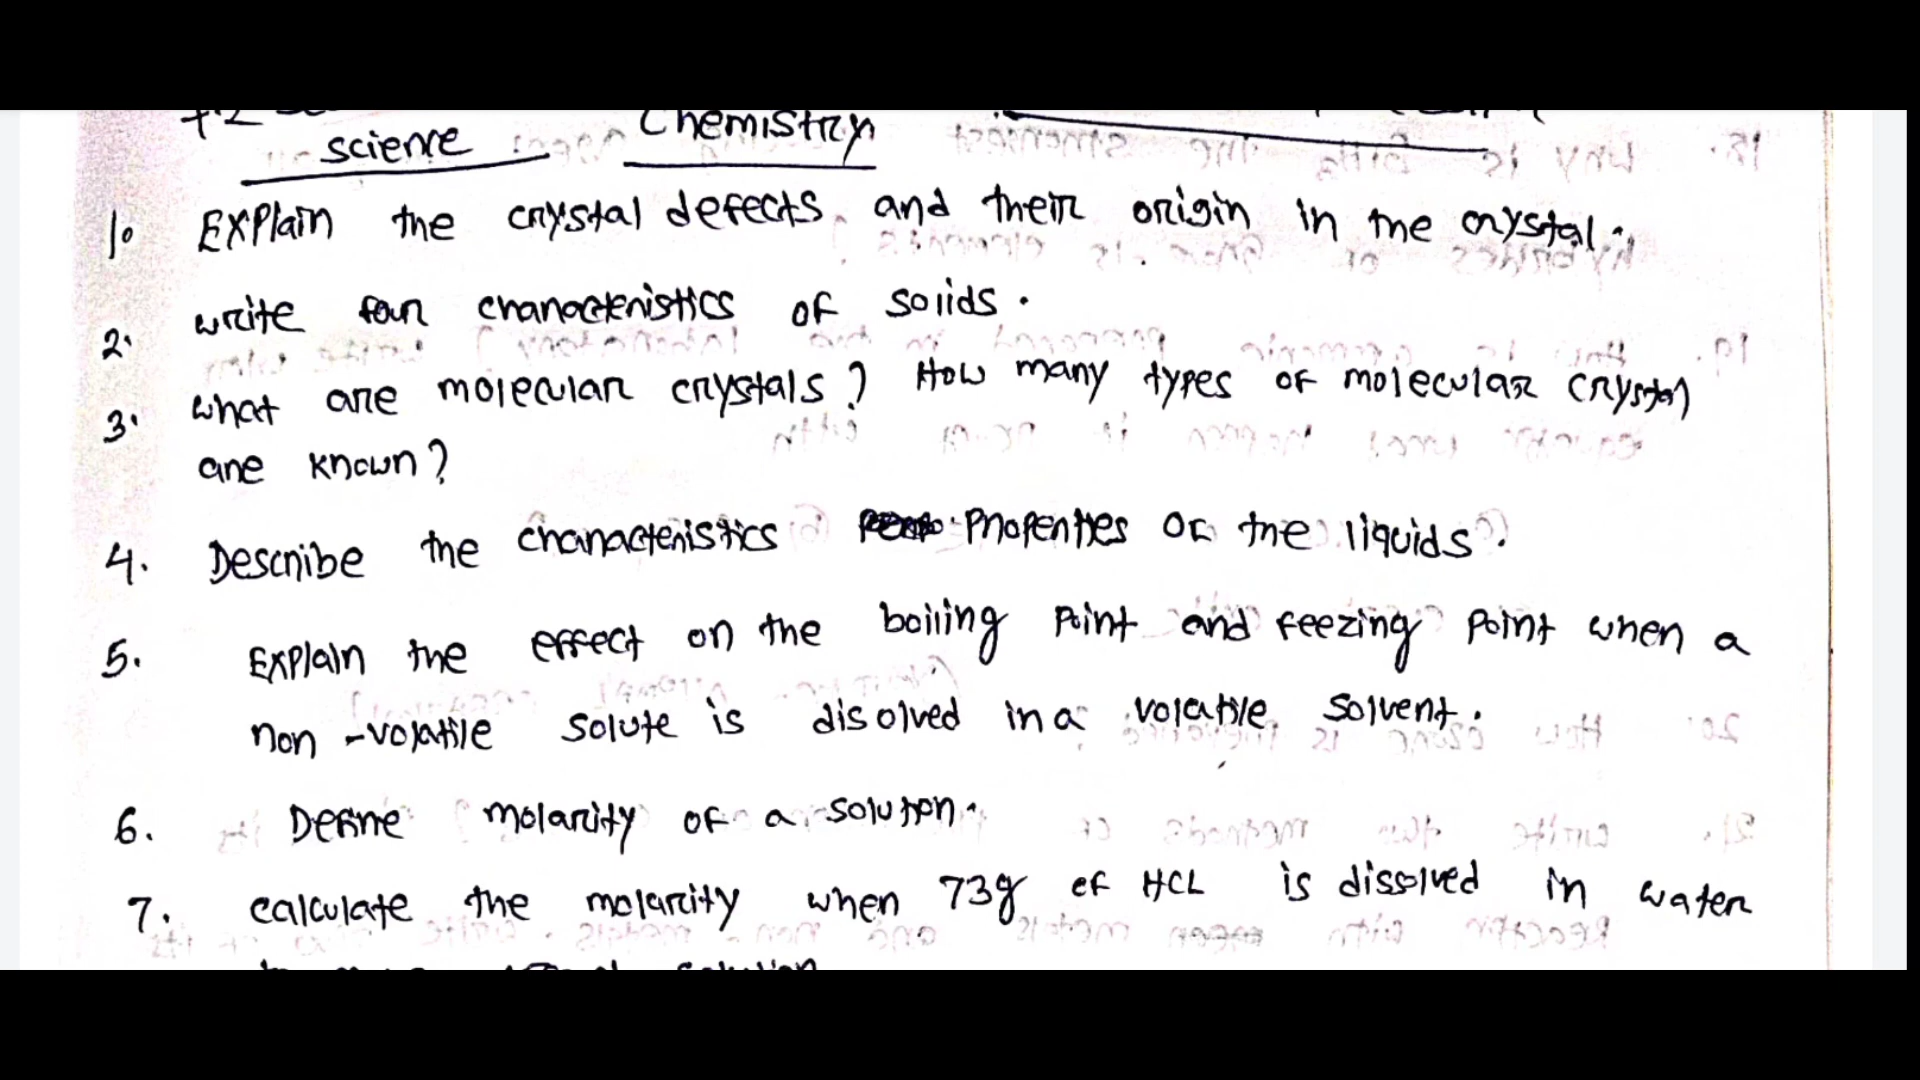 +2
science Chemistry
1. Explain the crystal defects and their origin in the crystal.
2. write four characteristics of solids.
3. what are molecular crystals? How many types of molecular crystal
are known?
4. Describe the characteristics properties of the liquids.
5. Explain the effect on the boiling point and feezing point when a
non-volatile solute is disolved in a volatile solvent.
6. Define molarity of a solution.
7. calculate the molarity when 73g of HCL is dissolved in water
solution